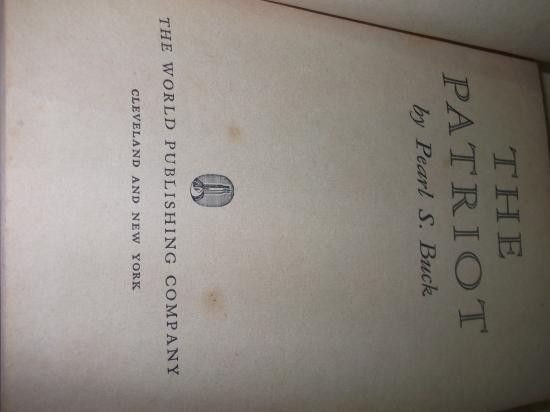 THE
PATRIOT
by Pearl S. Buck
THE WORLD PUBLISHING COMPANY
CLEVELAND AND NEW YORK